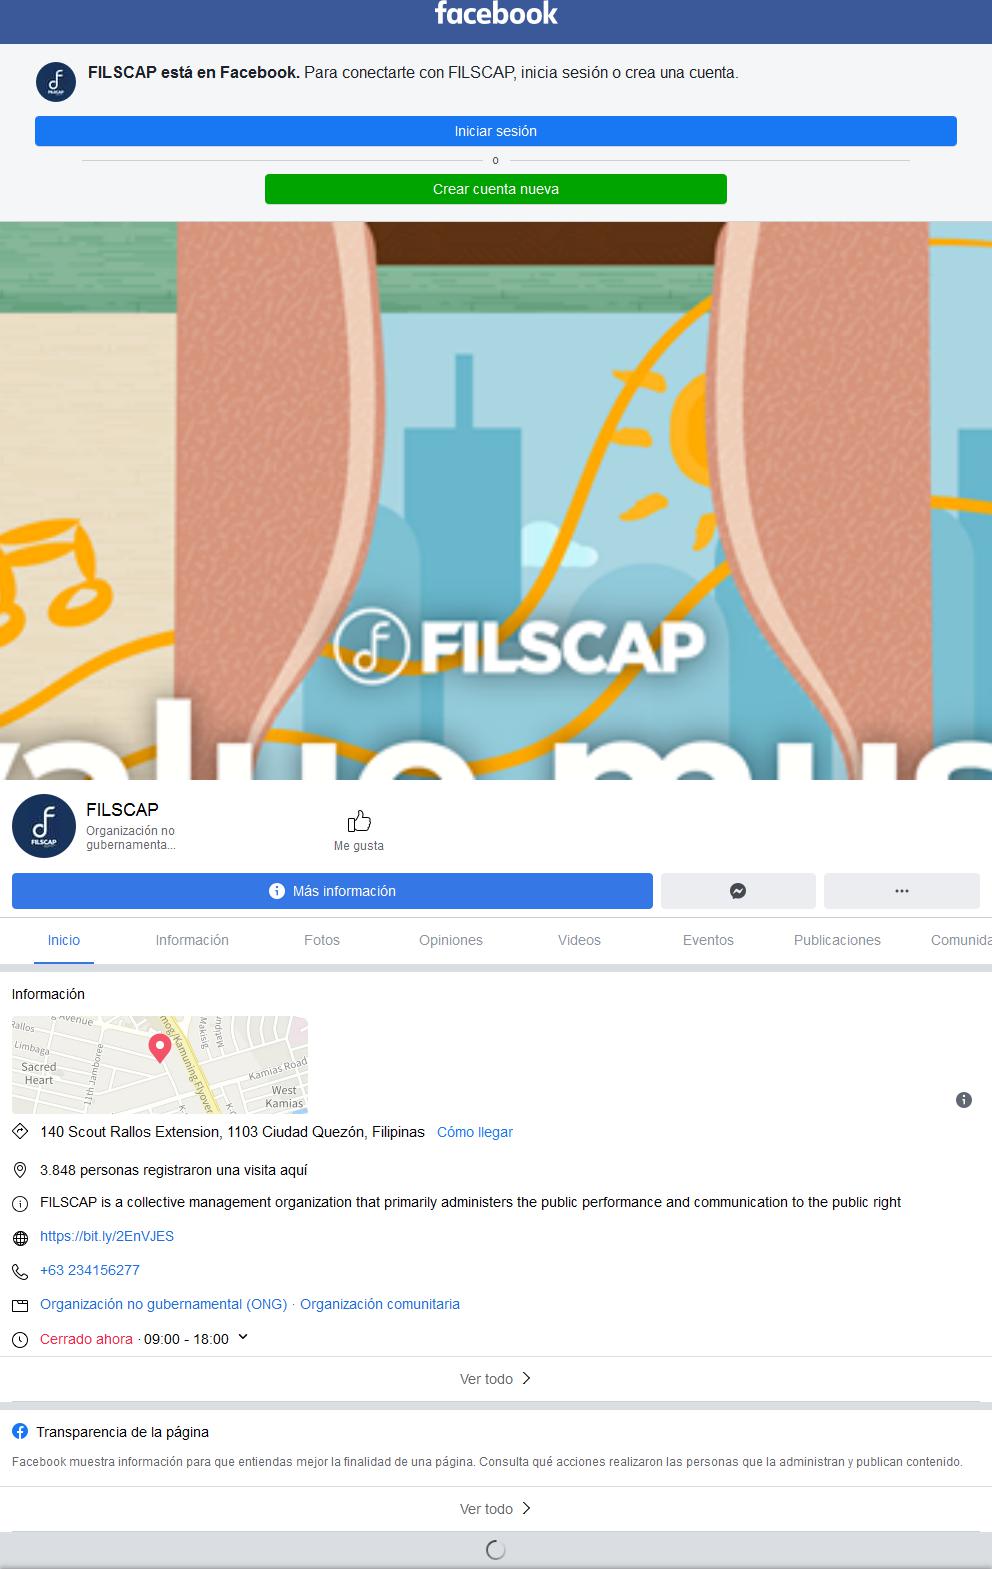 facebook
FILSCAP está en Facebook. Para conectarte con FILSCAP, inicia sesión o crea una cuenta.
Iniciar sesión
o
Crear cuenta nueva
FILSCAP
value mus
FILSCAP
FILSCAP
Organización no
gubernamenta...
Me gusta
Más información
Inicio Información Fotos Opiniones Videos Eventos Publicaciones Comunida
Información
g Avenue
Rallos
Limbaga
Sacred
Heart
11th Jamboree
mog/Kamuning Flyover
Makisig
Kamias Road
West
Kamias
K-
140 Scout Rallos Extension, 1103 Ciudad Quezón, Filipinas Cómo llegar
3.848 personas registraron una visita aquí
FILSCAP is a collective management organization that primarily administers the public performance and communication to the public right
https://bit.ly/2EnVJES
+63 234156277
Organización no gubernamental (ONG) · Organización comunitaria
Cerrado ahora · 09:00 - 18:00
Ver todo
Transparencia de la página
Facebook muestra información para que entiendas mejor la finalidad de una página. Consulta qué acciones realizaron las personas que la administran y publican contenido.
Ver todo